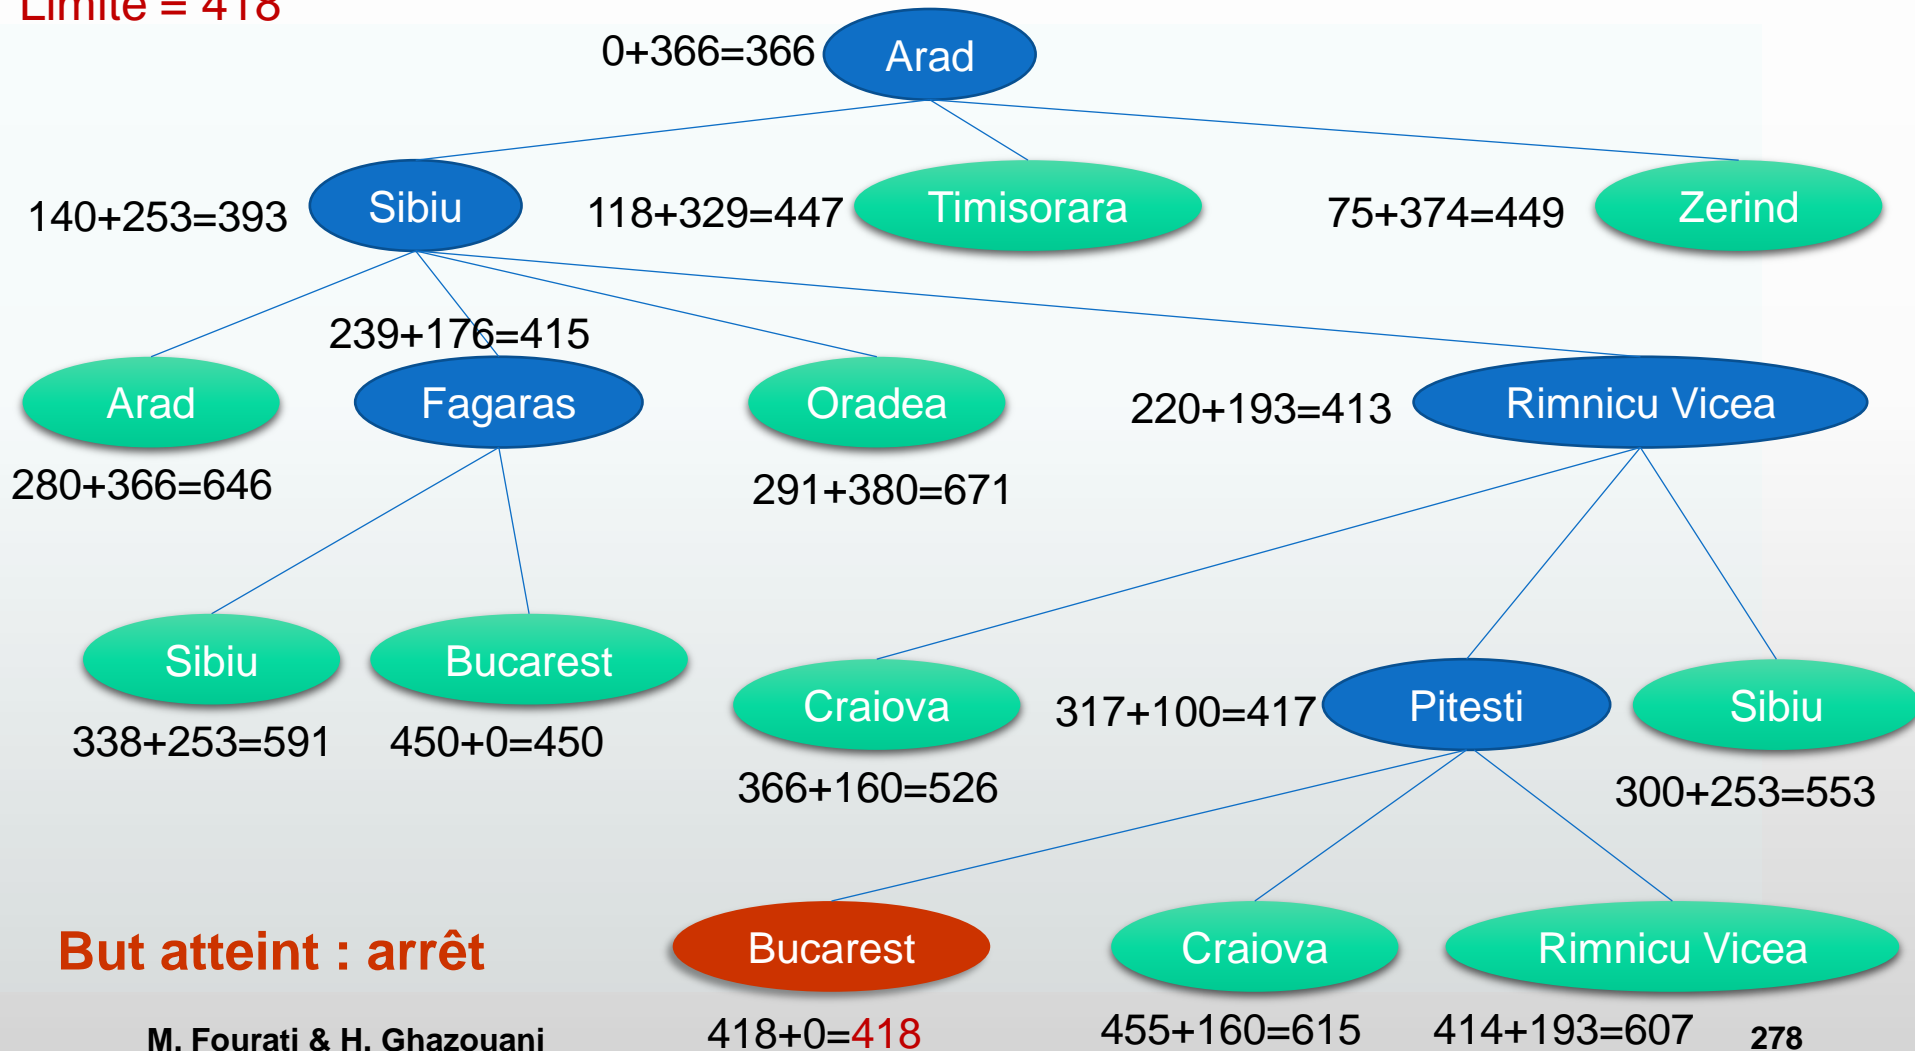 Limite = 418
0+366=366
Arad
140+253=393
Sibiu
118+329=447
Timisorara
75+374=449
Zerind
239+176=415
Arad
Fagaras
Oradea
220+193=413
Rimnicu Vicea
280+366=646
291+380=671
Sibiu
Bucarest
Craiova
317+100=417
Pitesti
Sibiu
338+253=591
450+0=450
366+160=526
300+253=553
But atteint : arrêt
Bucarest
Craiova
Rimnicu Vicea
M. Fourati & H. Ghazouani
418+0=418
455+160=615
414+193=607
278